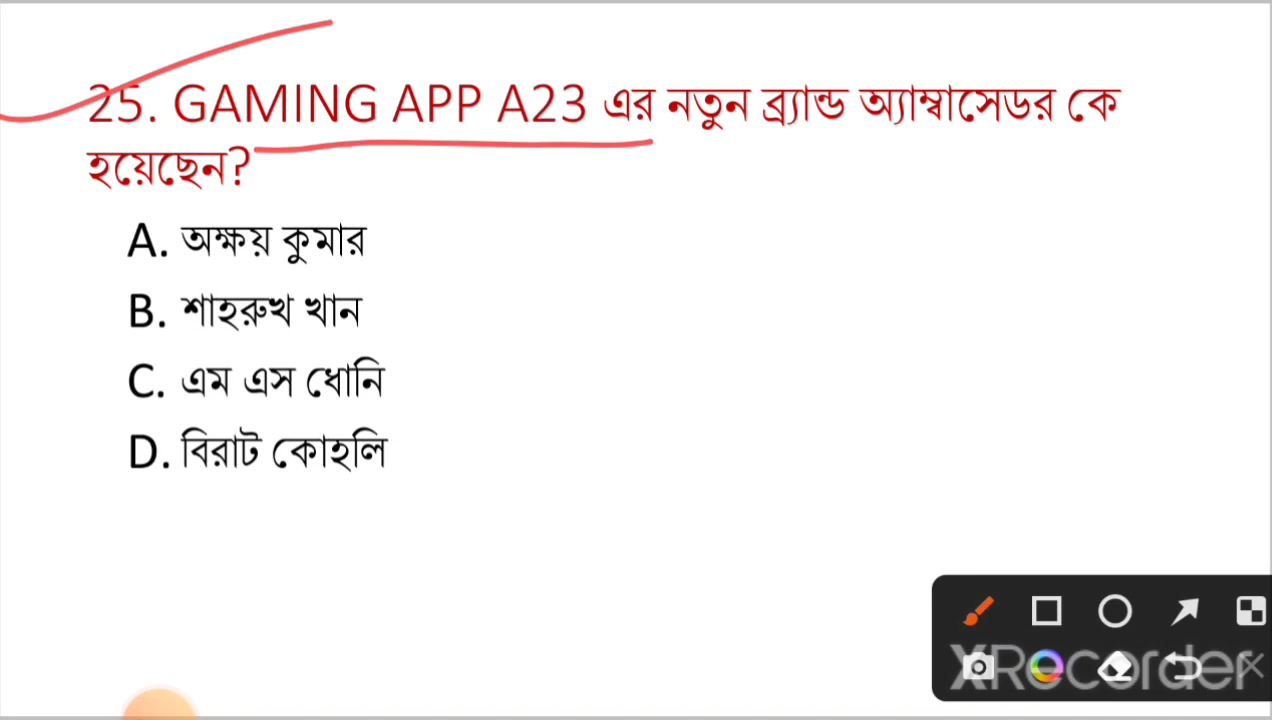 25. GAMING APP A23 এর নতুন ব্র্যান্ড অ্যাম্বাসেডর কে
হয়েছেন?
A. অক্ষয় কুমার
B. শাহরুখ খান
C. এম এস ধোনি
D. বিরাট কোহলি
XRecorder